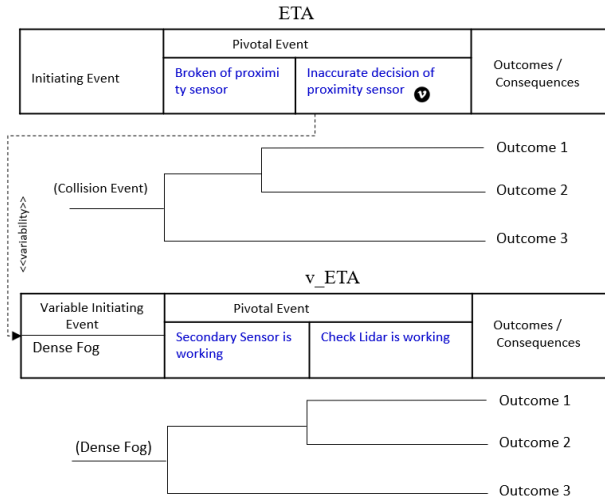 ETA
Initiating Event
Pivotal Event
Broken of proximi
ty sensor
Inaccurate decision of
proximity sensor v
Outcomes /
Consequences
(Collision Event)
Outcome 1
Outcome 2
Outcome 3
<<variability>>
v_ETA
Variable Initiating
Event
Dense Fog
Pivotal Event
Secondary Sensor is
working
Check Lidar is working
Outcomes /
Consequences
(Dense Fog)
Outcome 1
Outcome 2
Outcome 3